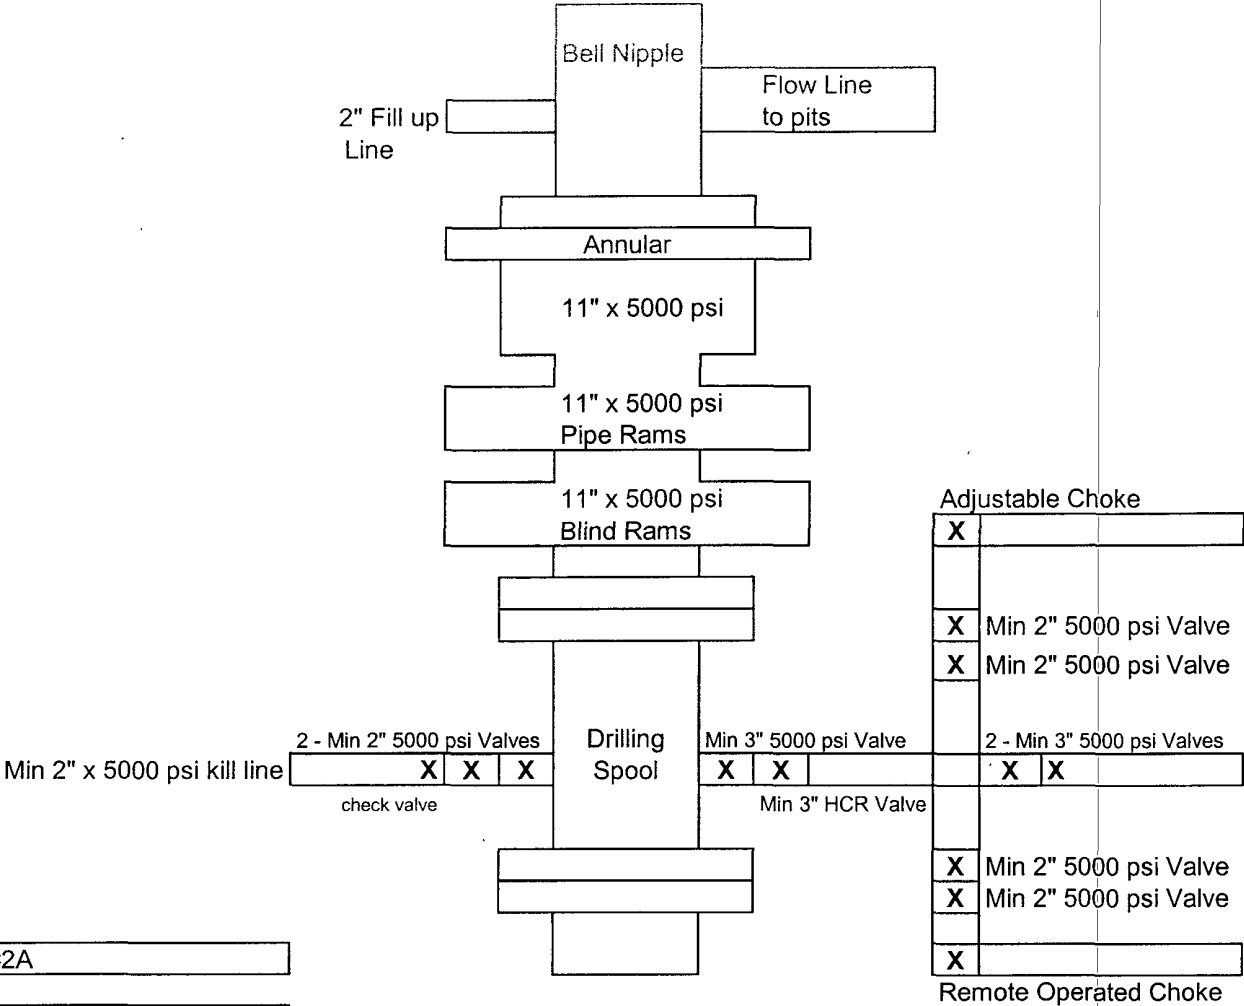 Bell Nipple
Flow Line
to pits
2" Fill up
Line
Annular
11" x 5000 psi
11" x 5000 psi
Pipe Rams
11" x 5000 psi
Blind Rams
Adjustable Choke
X
X Min 2" 5000 psi Valve
X Min 2" 5000 psi Valve
2 - Min 2" 5000 psi Valves
Drilling
Spool
Min 3" 5000 psi Valve
2 - Min 3" 5000 psi Valves
Min 2" x 5000 psi kill line
X X X
X X
X X
check valve
Min 3" HCR Valve
X Min 2" 5000 psi Valve
X Min 2" 5000 psi Valve
2A
X
Remote Operated Choke